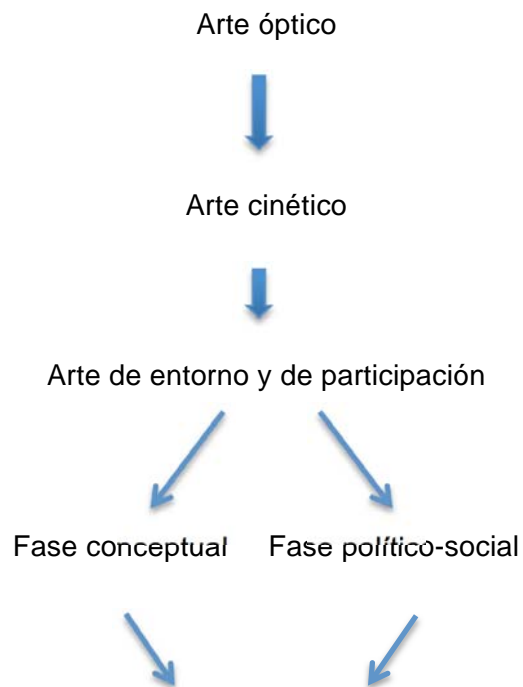 Arte óptico
Arte cinético
Arte de entorno y de participación
Fase conceptual Fase político-social